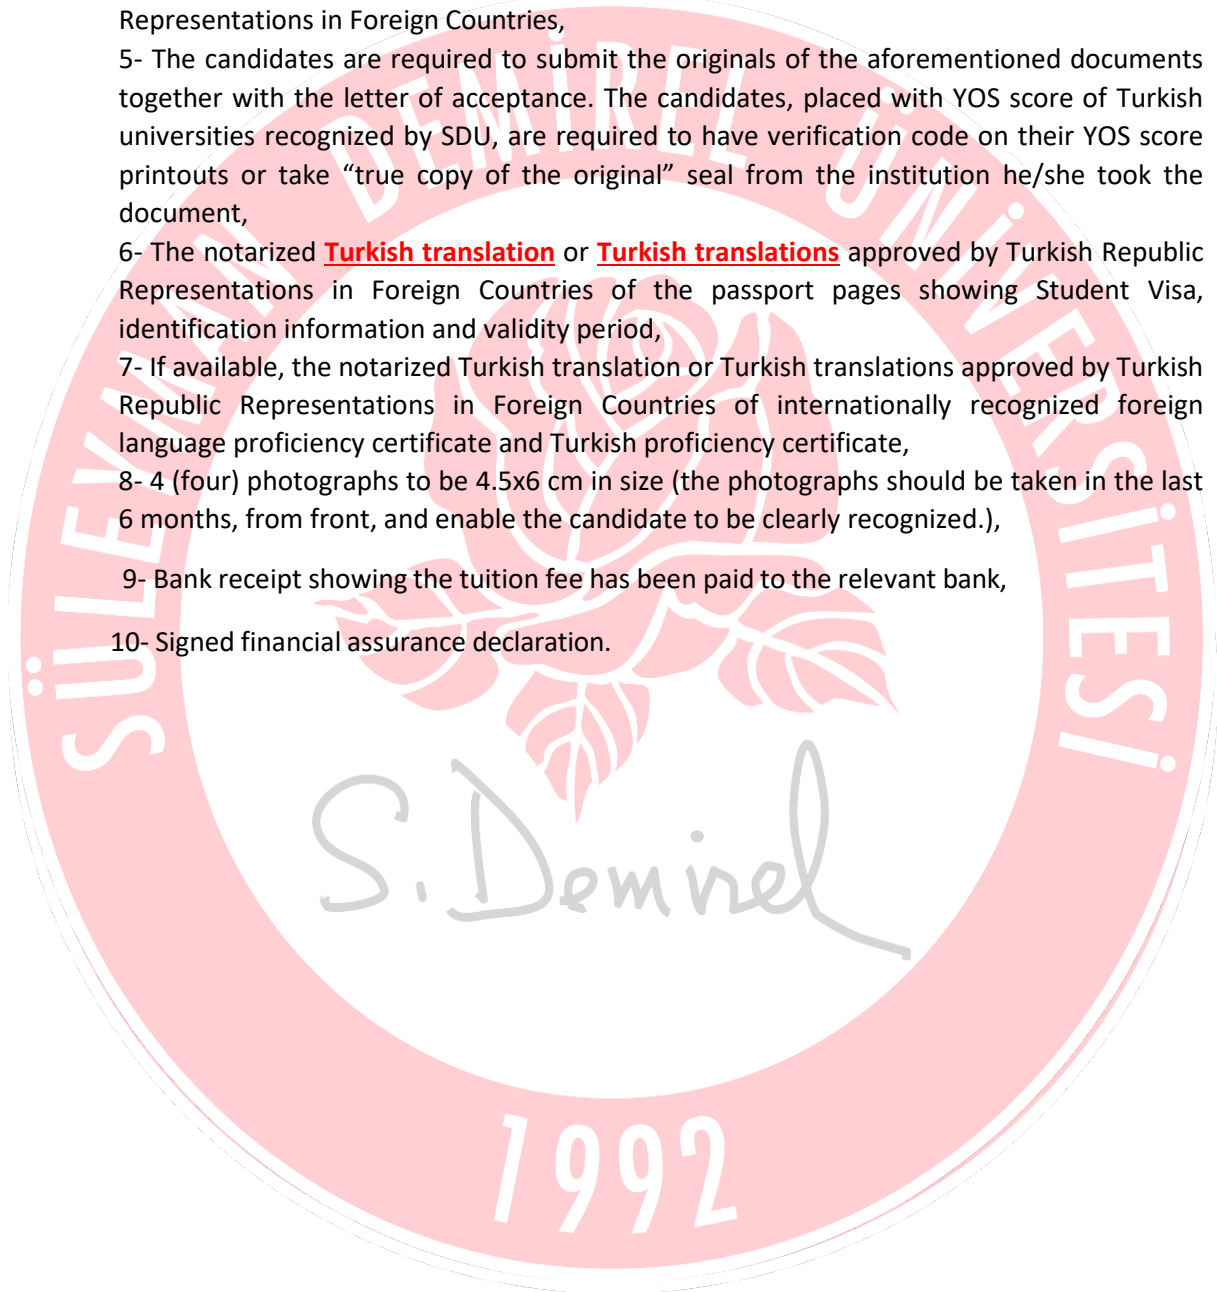 Representations in Foreign Countries,
5- The candidates are required to submit the originals of the aforementioned documents
together with the letter of acceptance. The candidates, placed with YOS score of Turkish
universities recognized by SDU, are required to have verification code on their YOS score
printouts or take “true copy of the original” seal from the institution he/she took the
document,
6- The notarized Turkish translation or Turkish translations approved by Turkish Republic
Representations in Foreign Countries of the passport pages showing Student Visa,
identification information and validity period,
7- If available, the notarized Turkish translation or Turkish translations approved by Turkish
Republic Representations in Foreign Countries of internationally recognized foreign
language proficiency certificate and Turkish proficiency certificate,
8- 4 (four) photographs to be 4.5x6 cm in size (the photographs should be taken in the last
6 months, from front, and enable the candidate to be clearly recognized.),
9- Bank receipt showing the tuition fee has been paid to the relevant bank,
10- Signed financial assurance declaration.
SÜLEYMAN DEMİREL ÜNİVERSİTESİ
S. Demirel
1992